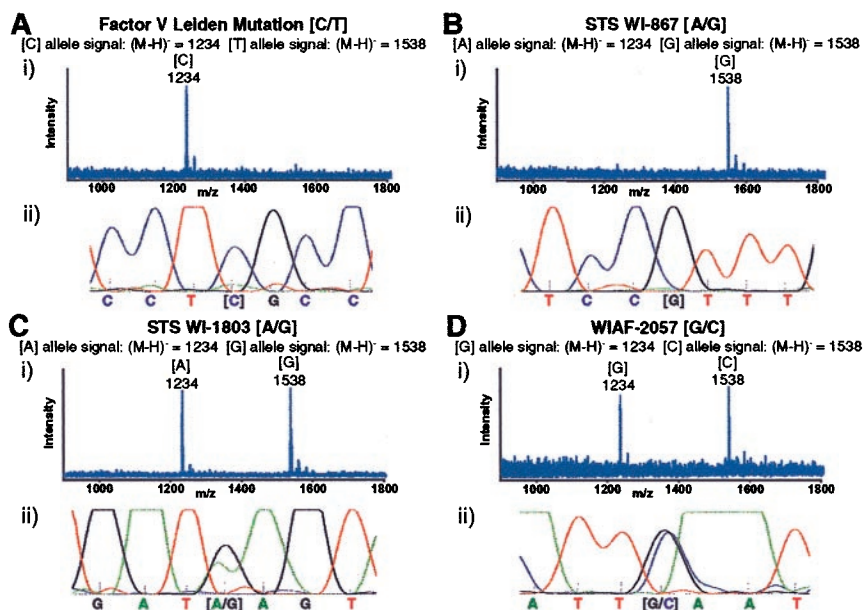 A Factor V Leiden Mutation [C/T]
[C] allele signal: (M-H)⁻ = 1234 [T] allele signal: (M-H)⁻ = 1538
i)
[C]
1234
Intensity
1000 1200 1400 1600 1800
m/z
ii)
C C T [C] G C C
B STS WI-867 [A/G]
[A] allele signal: (M-H)⁻ = 1234 [G] allele signal: (M-H)⁻ = 1538
i)
[G]
1538
Intensity
1000 1200 1400 1600 1800
m/z
ii)
T C C [G] T T T
C STS WI-1803 [A/G]
[A] allele signal: (M-H)⁻ = 1234 [G] allele signal: (M-H)⁻ = 1538
i)
[A] [G]
1234 1538
Intensity
1000 1200 1400 1600 1800
m/z
ii)
G A T [A/G] A G T
D WIAF-2057 [G/C]
[G] allele signal: (M-H)⁻ = 1234 [C] allele signal: (M-H)⁻ = 1538
i)
[G] [C]
1234 1538
Intensity
1000 1200 1400 1600 1800
m/z
ii)
A T T [G/C] A A T